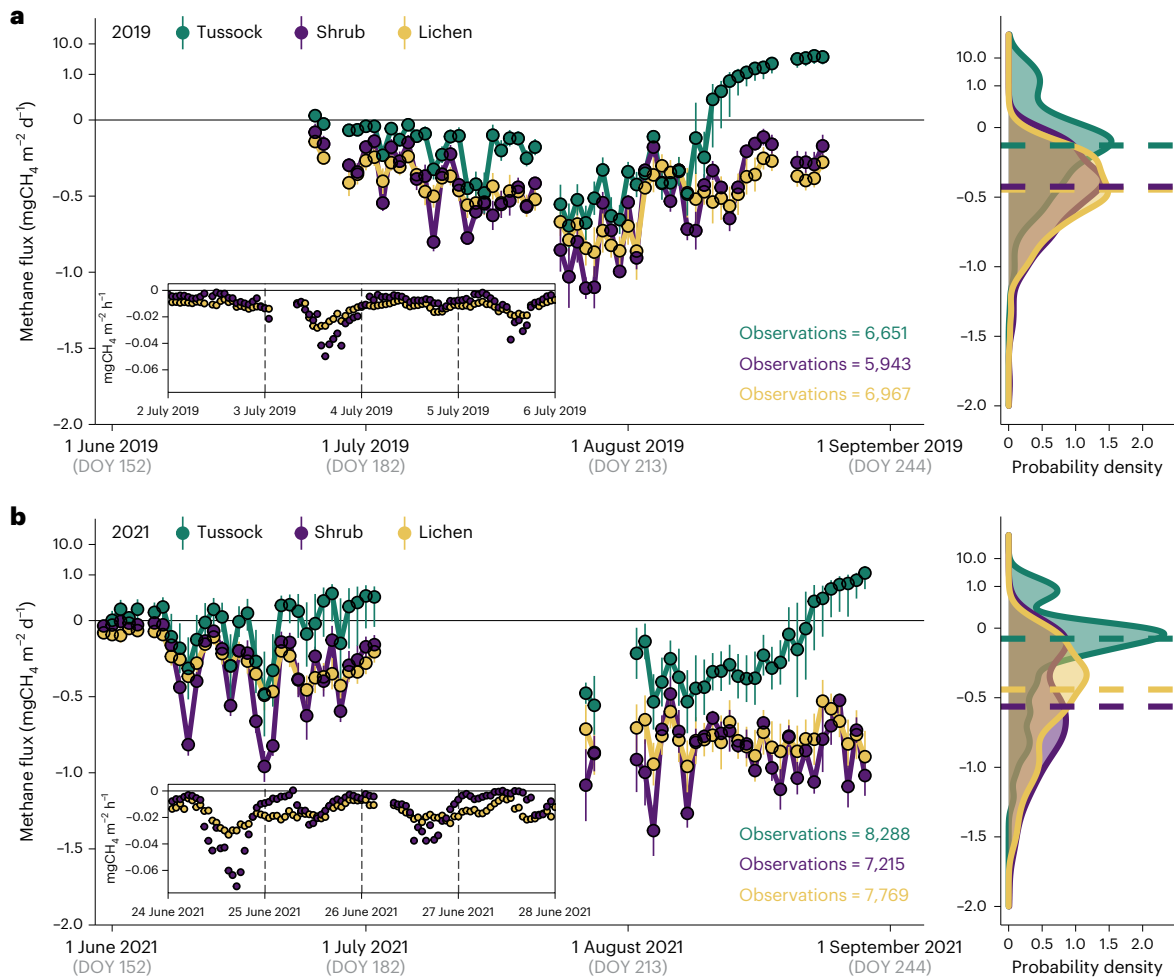 a
2019 Tussock Shrub Lichen
Methane flux (mgCH4 m−2 d−1)
10.0
1.0
0
−0.5
−1.0
−1.5
−2.0
mgCH4 m−2 h−1
0
−0.02
−0.04
−0.06
2 July 2019 3 July 2019 4 July 2019 5 July 2019 6 July 2019
Observations = 6,651
Observations = 5,943
Observations = 6,967
1 June 2019 1 July 2019 1 August 2019 1 September 2019
(DOY 152) (DOY 182) (DOY 213) (DOY 244)
10.0
1.0
0
−0.5
−1.0
−2.0
0 0.5 1.0 1.5 2.0
Probability density
b
2021 Tussock Shrub Lichen
Methane flux (mgCH4 m−2 d−1)
10.0
1.0
0
−0.5
−1.0
−1.5
−2.0
mgCH4 m−2 h−1
0
−0.02
−0.04
−0.06
24 June 2021 25 June 2021 26 June 2021 27 June 2021 28 June 2021
Observations = 8,288
Observations = 7,215
Observations = 7,769
1 June 2021 1 July 2021 1 August 2021 1 September 2021
(DOY 152) (DOY 182) (DOY 213) (DOY 244)
10.0
1.0
0
−0.5
−1.0
−2.0
0 0.5 1.0 1.5 2.0
Probability density